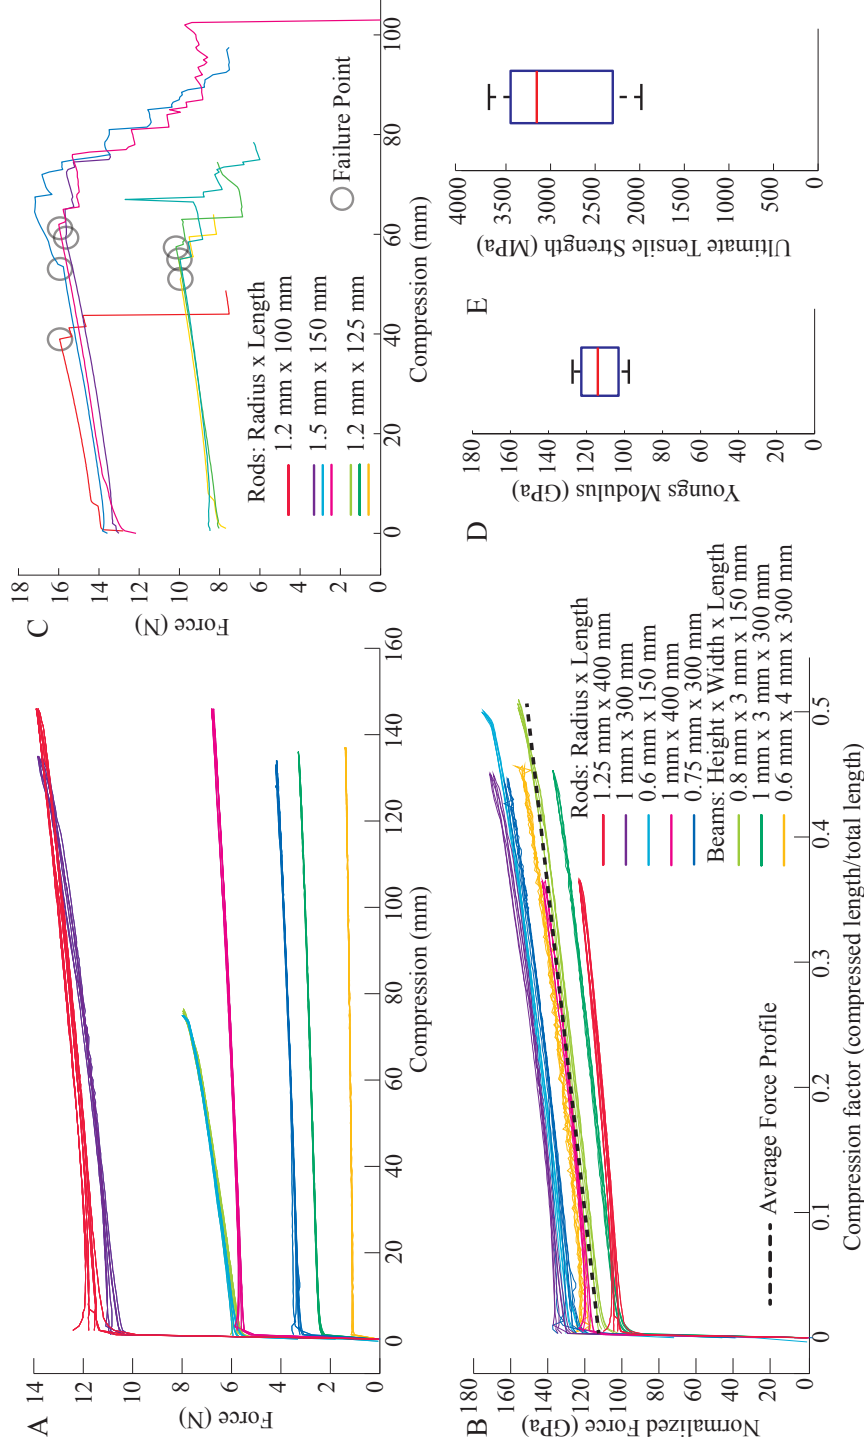 A
Force (N)
14
12
10
8
6
4
2
0
0
20
40
60
80
100
120
140
160
Compression (mm)
B
Normalized Force (GPa)
180
160
140
120
100
80
60
40
20
0
0
0.1
0.2
0.3
0.4
0.5
Compression factor (compressed length/total length)
Average Force Profile
Rods: Radius x Length
1.25 mm x 400 mm
1 mm x 300 mm
0.6 mm x 150 mm
1 mm x 400 mm
0.75 mm x 300 mm
Beams: Height x Width x Length
0.8 mm x 3 mm x 150 mm
1 mm x 3 mm x 300 mm
0.6 mm x 4 mm x 300 mm
C
Force (N)
18
16
14
12
10
8
6
4
2
0
0
20
40
60
80
100
Compression (mm)
Rods: Radius x Length
1.2 mm x 100 mm
1.5 mm x 150 mm
1.2 mm x 125 mm
Failure Point
D
Youngs Modulus (GPa)
180
160
140
120
100
80
60
40
20
0
E
Ultimate Tensile Strength (MPa)
4000
3500
3000
2500
2000
1500
1000
500
0